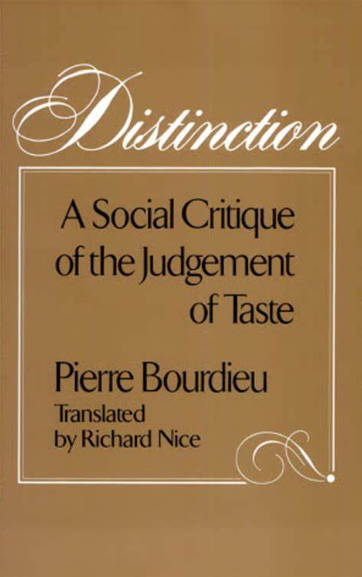 Distinction
A Social Critique
of the Judgement
of Taste
Pierre Bourdieu
Translated
by Richard Nice